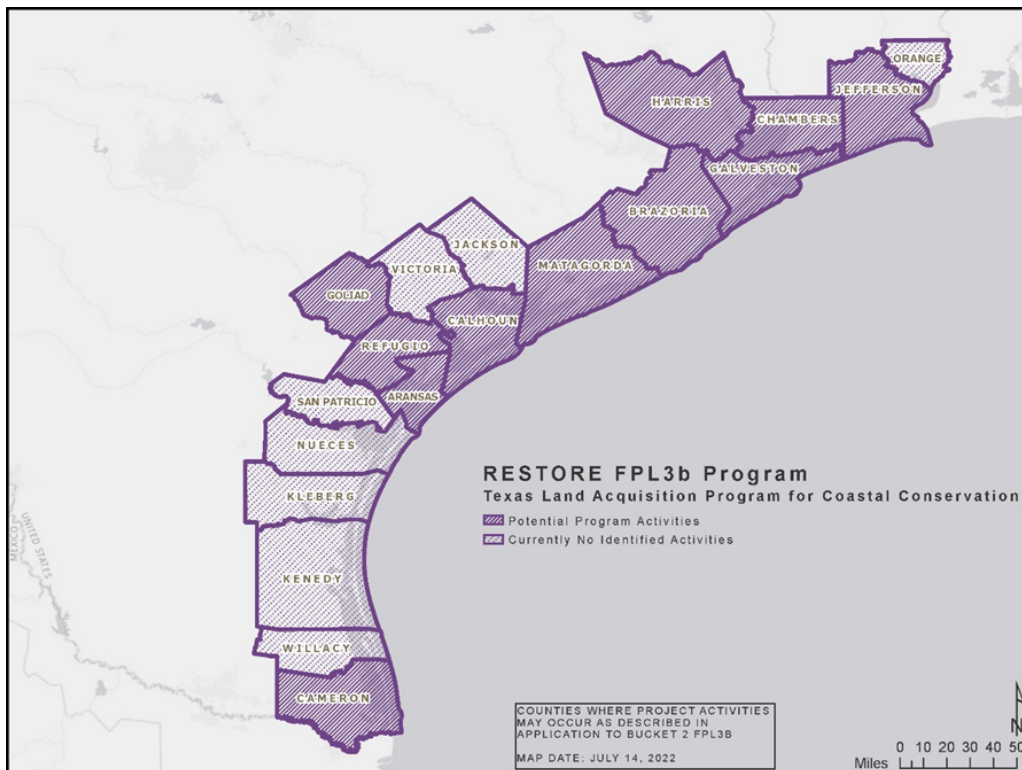 ORANGE
JEFFERSON
HARRIS
CHAMBERS
GALVESTON
BRAZORIA
JACKSON
MATAGORDA
VICTORIA
GOLIAD
CALHOUN
REFUGIO
ARANSAS
SAN PATRICIO
NUECES
KLEBERG
KENEDY
WILLACY
CAMERON
MEXICO
UNITED STATES
RESTORE FPL3b Program
Texas Land Acquisition Program for Coastal Conservation
Potential Program Activities
Currently No Identified Activities
COUNTIES WHERE PROJECT ACTIVITIES
MAY OCCUR AS DESCRIBED IN
APPLICATION TO BUCKET 2 FPL3B
MAP DATE: JULY 14, 2022
N
0 10 20 30 40 50
Miles